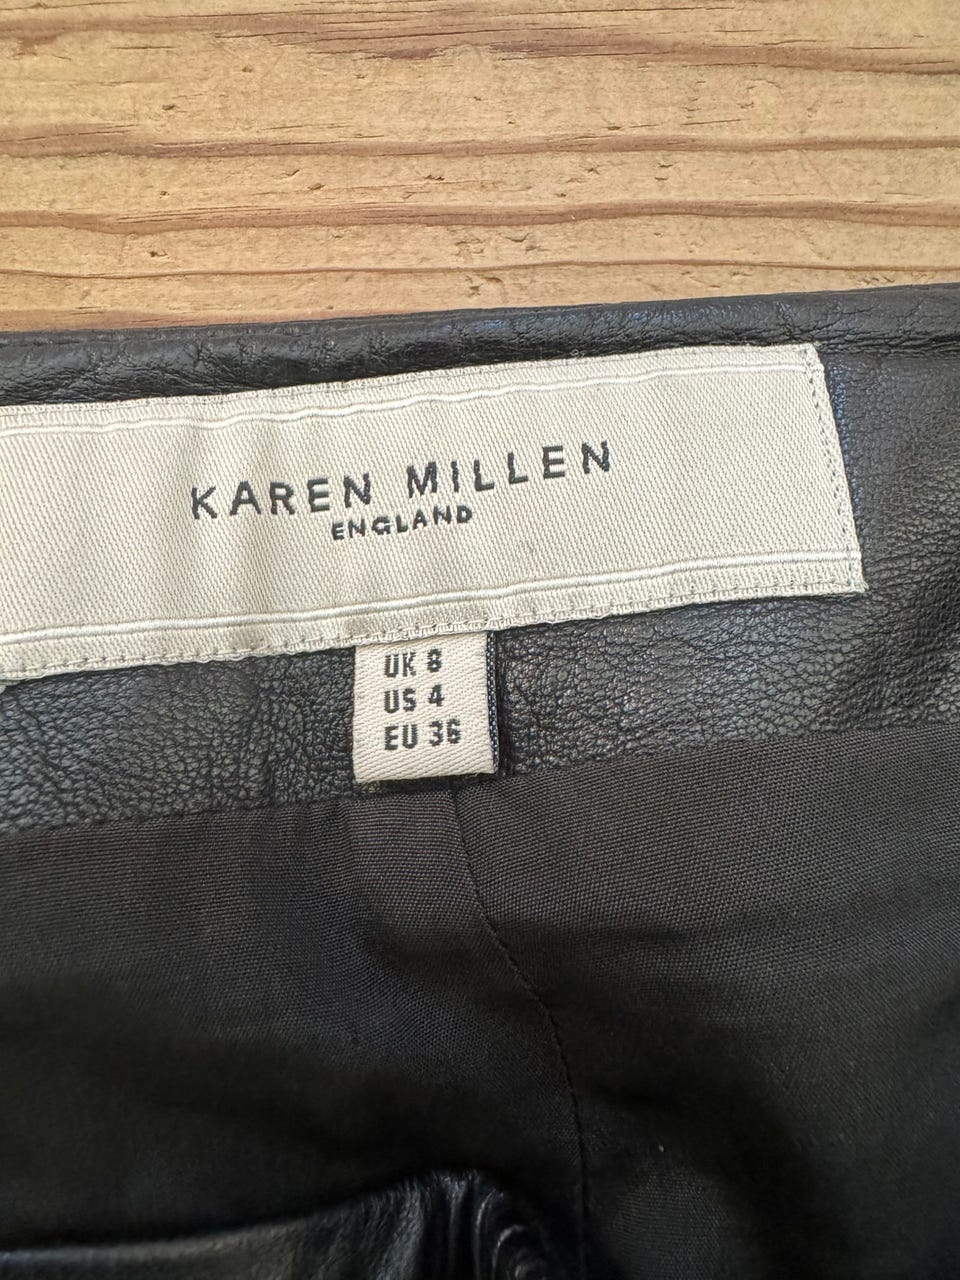 KAREN MILLEN
ENGLAND
UK 8
US 4
EU 36